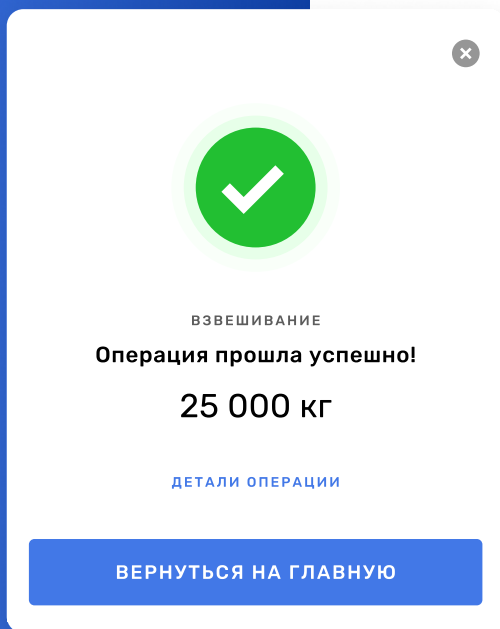 ВЗВЕШИВАНИЕ
Операция прошла успешно!
25 000 кг
ДЕТАЛИ ОПЕРАЦИИ
ВЕРНУТЬСЯ НА ГЛАВНУЮ